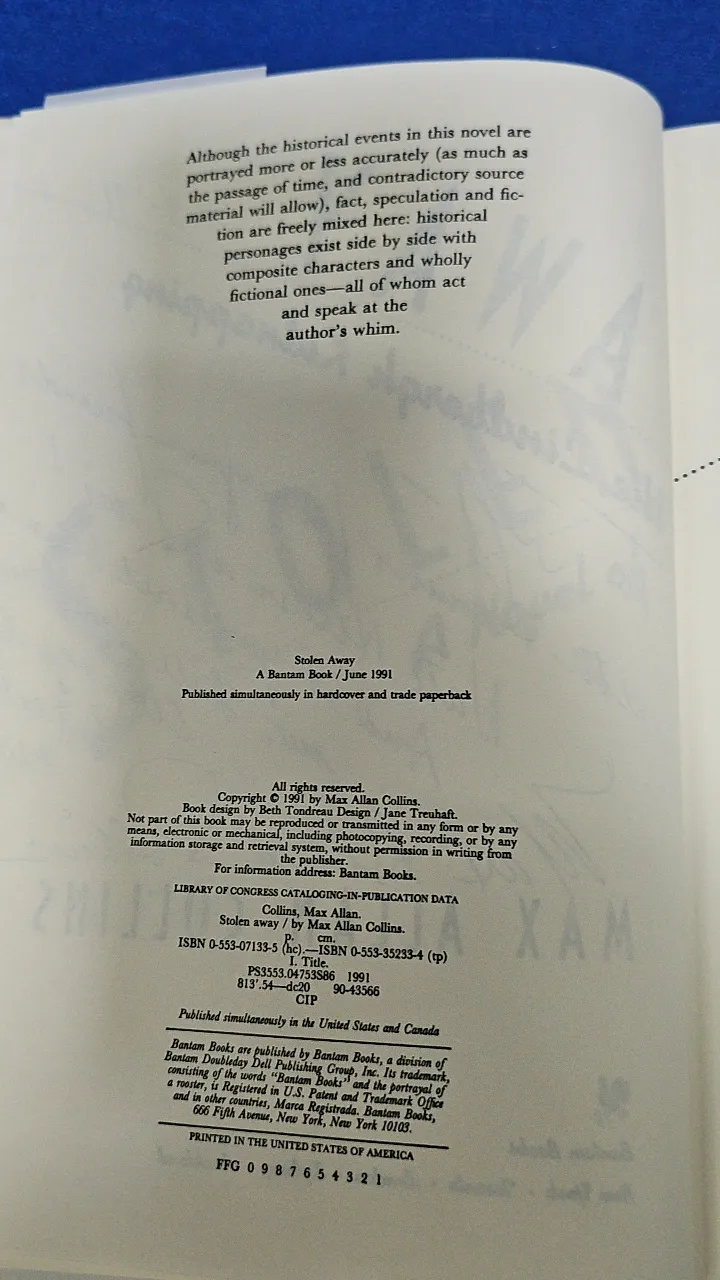 Although the historical events in this novel are
portrayed more or less accurately (as much as
the passage of time, and contradictory source
material will allow), fact, speculation and fic-
tion are freely mixed here: historical
personages exist side by side with
composite characters and wholly
fictional ones—all of whom act
and speak at the
author's whim.
Stolen Away
A Bantam Book / June 1991
Published simultaneously in hardcover and trade paperback
All rights reserved.
Copyright © 1991 by Max Allan Collins.
Book design by Beth Tondreau Design / Jane Treuhaft.
Not part of this book may be reproduced or transmitted in any form or by any
means, electronic or mechanical, including photocopying, recording, or by any
information storage and retrieval system, without permission in writing from
the publisher.
For information address: Bantam Books.
LIBRARY OF CONGRESS CATALOGING-IN-PUBLICATION DATA
Collins, Max Allan.
Stolen away / by Max Allan Collins.
p. cm.
ISBN 0-553-07133-5 (hc).—ISBN 0-553-35233-4 (tp)
I. Title.
PS3553.04753S86 1991
813'.54—dc20 90-43566
CIP
Published simultaneously in the United States and Canada
Bantam Books are published by Bantam Books, a division of
Bantam Doubleday Dell Publishing Group, Inc. Its trademark,
consisting of the words "Bantam Books" and the portrayal of
a rooster, is Registered in U.S. Patent and Trademark Office
and in other countries, Marca Registrada. Bantam Books,
666 Fifth Avenue, New York, New York 10103.
PRINTED IN THE UNITED STATES OF AMERICA
FFG 0 9 8 7 6 5 4 3 2 1